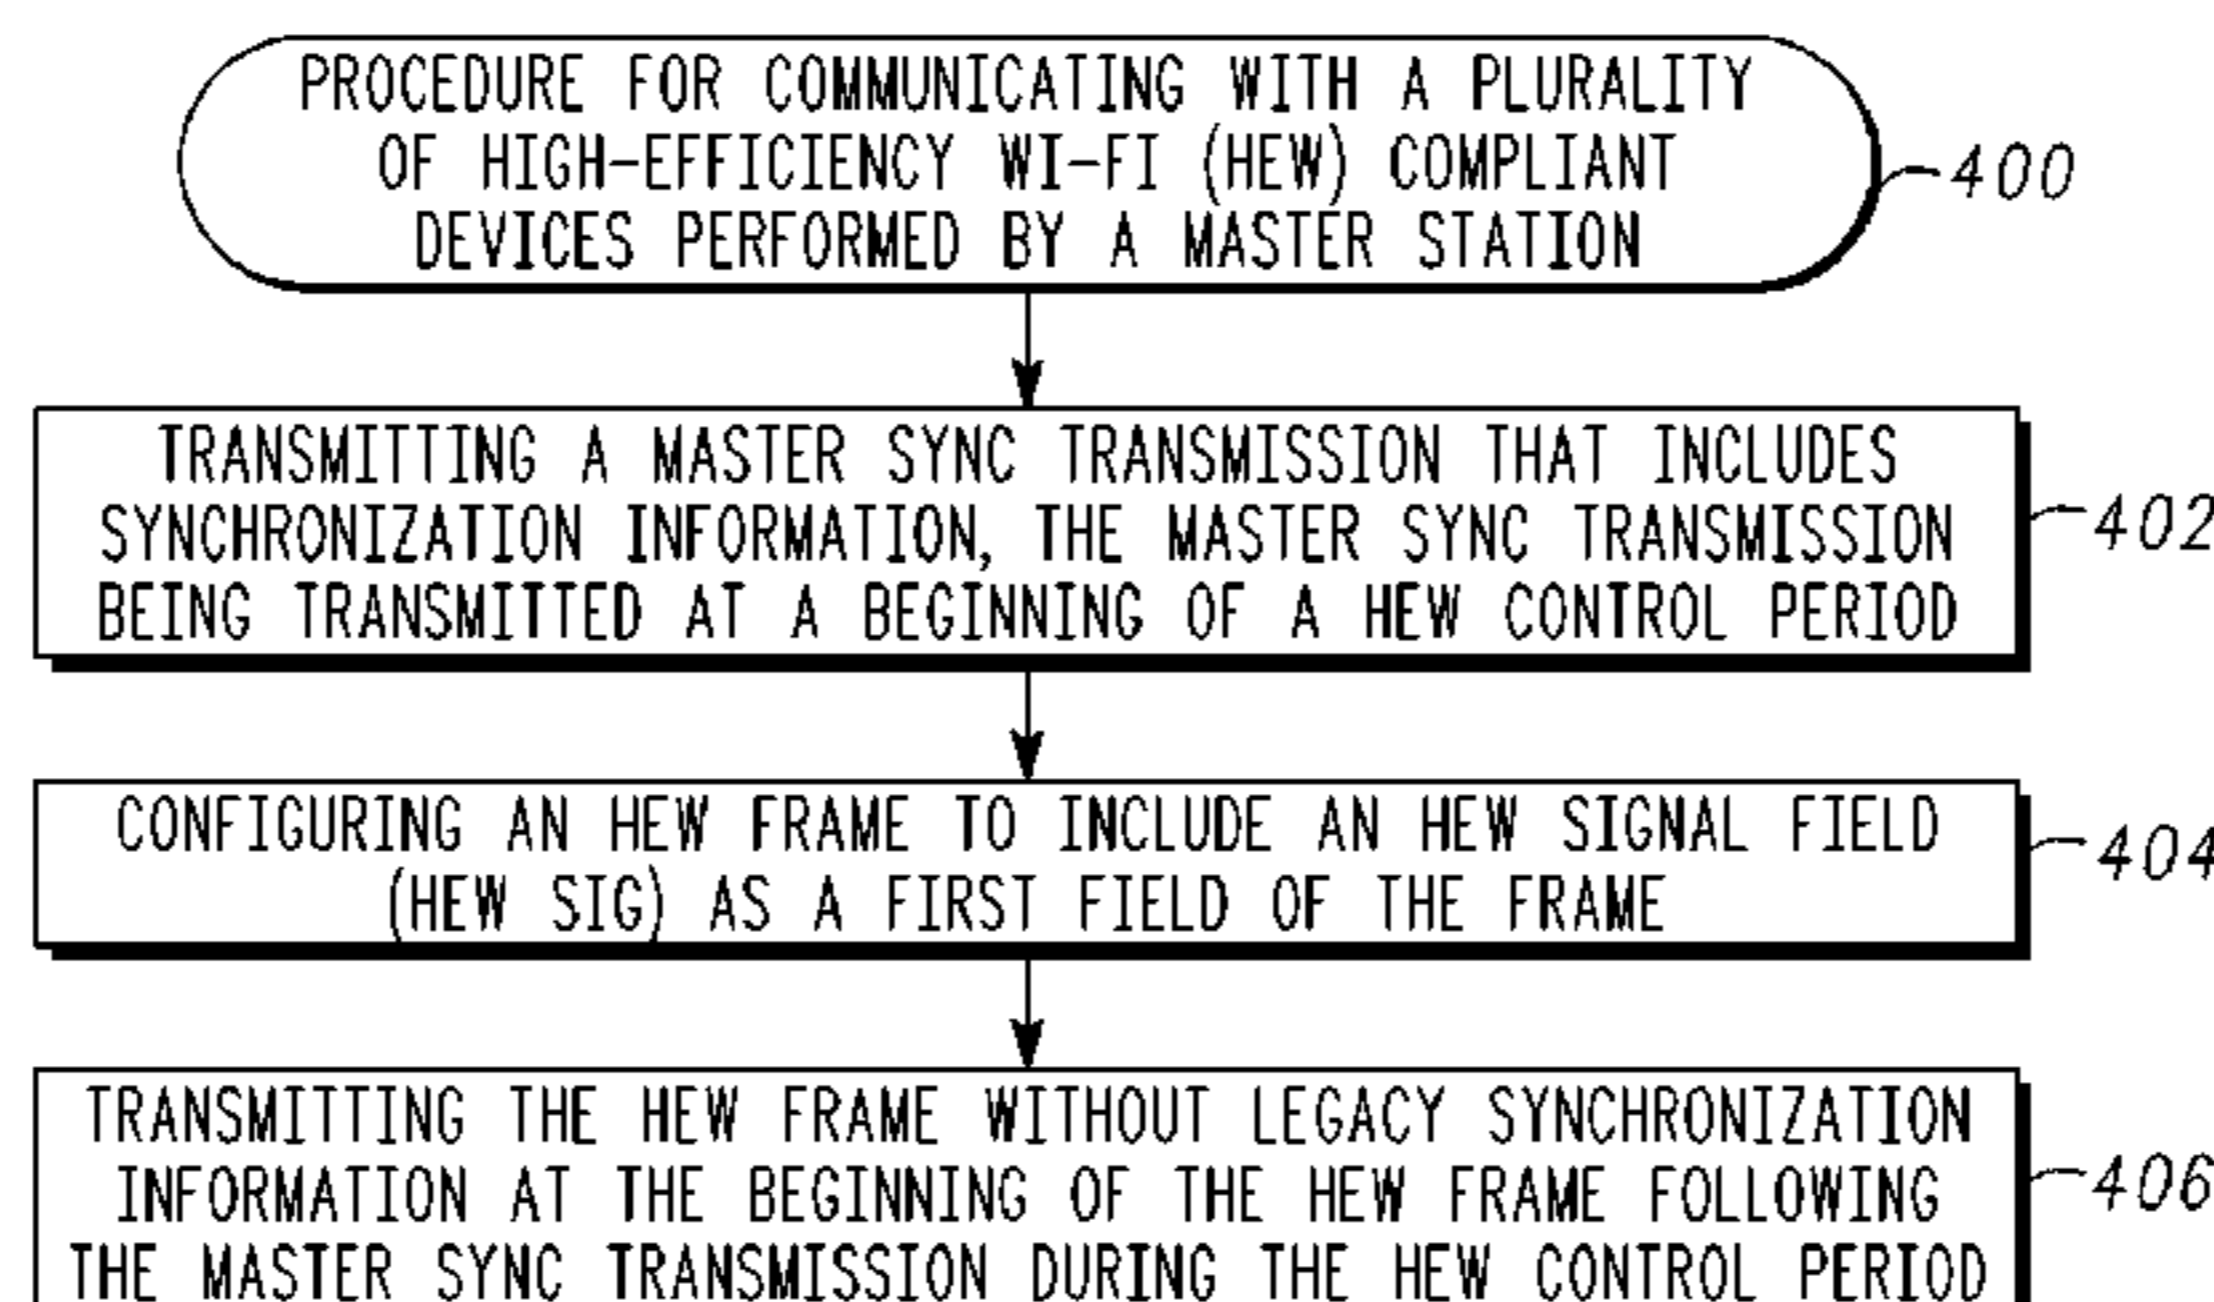 PROCEDURE FOR COMMUNICATING WITH A PLURALITY
OF HIGH-EFFICIENCY WI-FI (HEW) COMPLIANT
DEVICES PERFORMED BY A MASTER STATION
400
TRANSMITTING A MASTER SYNC TRANSMISSION THAT INCLUDES
SYNCHRONIZATION INFORMATION, THE MASTER SYNC TRANSMISSION
BEING TRANSMITTED AT A BEGINNING OF A HEW CONTROL PERIOD
402
CONFIGURING AN HEW FRAME TO INCLUDE AN HEW SIGNAL FIELD
(HEW SIG) AS A FIRST FIELD OF THE FRAME
404
TRANSMITTING THE HEW FRAME WITHOUT LEGACY SYNCHRONIZATION
INFORMATION AT THE BEGINNING OF THE HEW FRAME FOLLOWING
THE MASTER SYNC TRANSMISSION DURING THE HEW CONTROL PERIOD
406